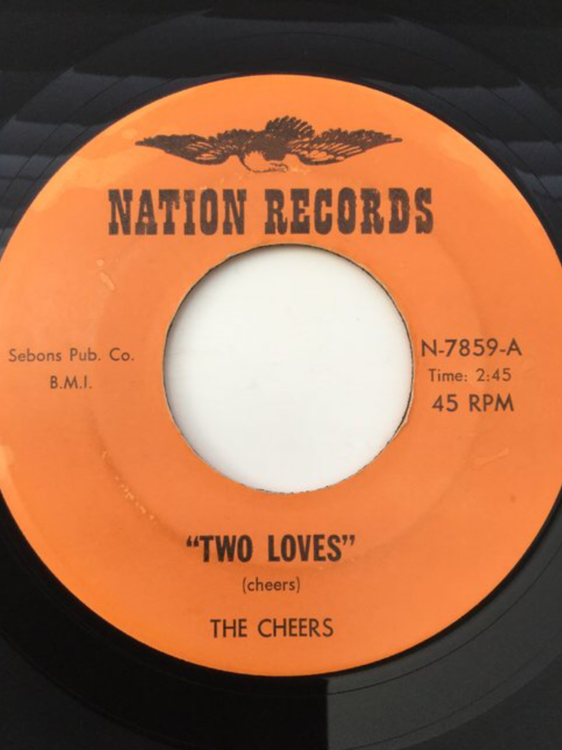 NATION RECORDS
Sebons Pub. Co.
B.M.I.
N-7859-A
Time: 2:45
45 RPM
"TWO LOVES"
(cheers)
THE CHEERS